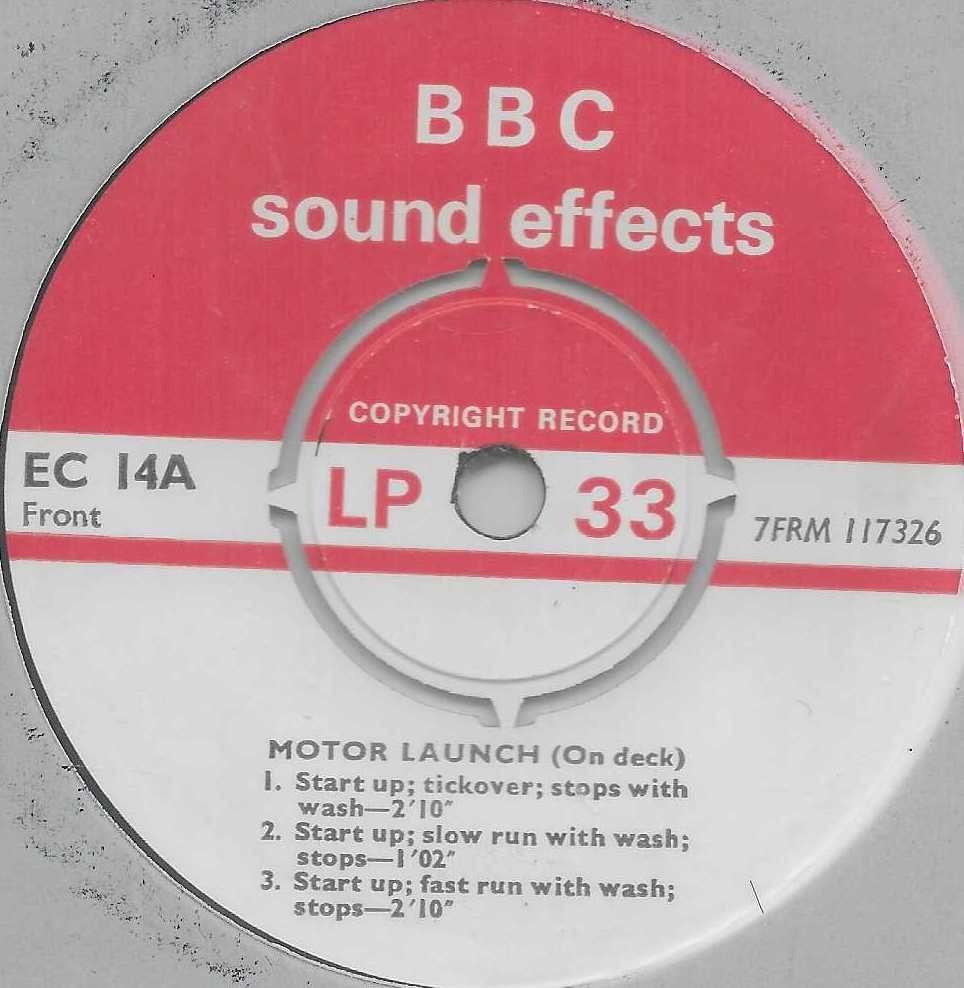 BBC
sound effects
COPYRIGHT RECORD
EC 14A
Front
LP 33
7FRM 117326
MOTOR LAUNCH (On deck)
1. Start up; tickover; stops with
wash—2'10"
2. Start up; slow run with wash;
stops—1'02"
3. Start up; fast run with wash;
stops—2'10"